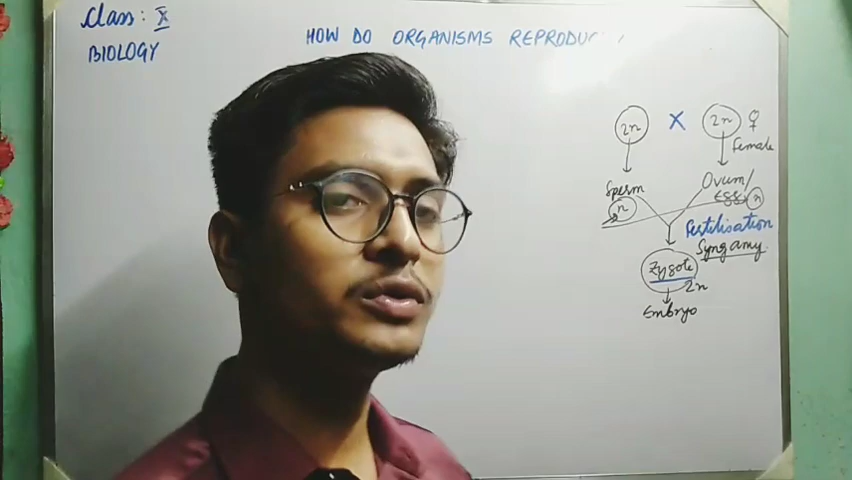 Class: X
BIOLOGY
HOW DO ORGANISMS REPRODUC
2n X 2n ♀
Female
Sperm Ovum/
n Egg n
Fertilisation
Syngamy.
Zygote
2n
Embryo